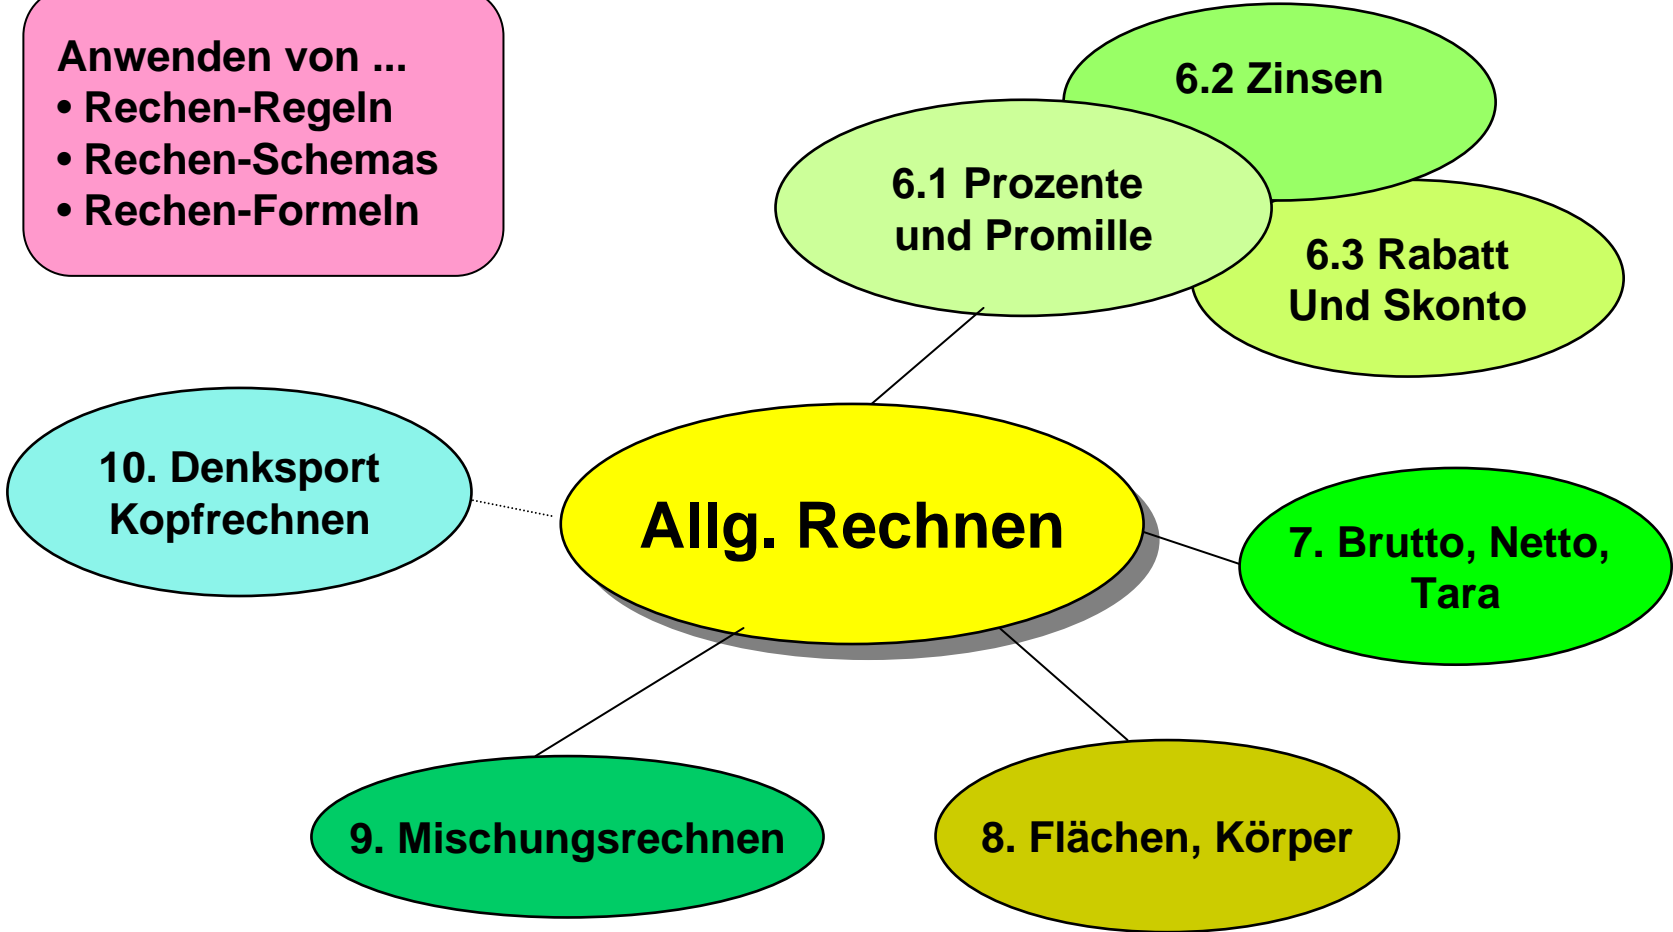 Anwenden von ...
• Rechen-Regeln
• Rechen-Schemas
• Rechen-Formeln
6.2 Zinsen
6.1 Prozente
und Promille
6.3 Rabatt
Und Skonto
10. Denksport
Kopfrechnen
Allg. Rechnen
7. Brutto, Netto,
Tara
9. Mischungsrechnen
8. Flächen, Körper